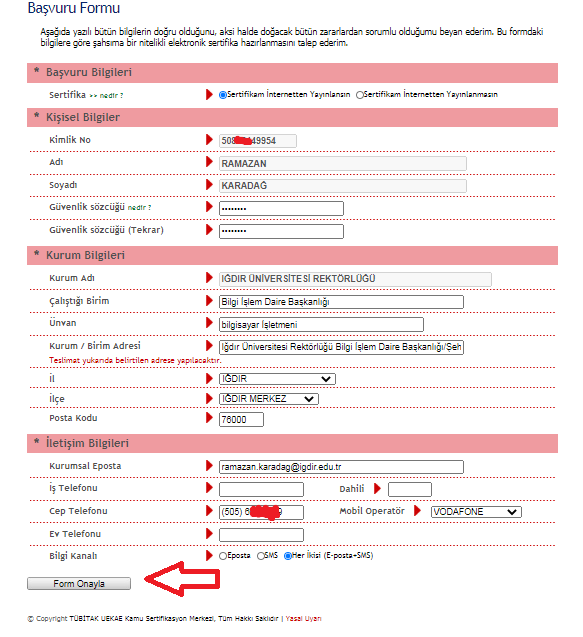 Başvuru Formu
Aşağıda yazılı bütün bilgilerin doğru olduğunu, aksi halde doğacak bütün zararlardan sorumlu olduğumu beyan ederim. Bu formdaki
bilgilere göre şahsıma bir nitelikli elektronik sertifika hazırlanmasını talep ederim.
* Başvuru Bilgileri
Sertifika >> nedir ? Sertifikam İnternetten Yayınlansın Sertifikam İnternetten Yayınlanmasın
* Kişisel Bilgiler
Kimlik No 50 49954
Adı RAMAZAN
Soyadı KARADAĞ
Güvenlik sözcüğü nedir ? ••••••••
Güvenlik sözcüğü (Tekrar) ••••••••
* Kurum Bilgileri
Kurum Adı IĞDIR ÜNİVERSİTESİ REKTÖRLÜĞÜ
Çalıştığı Birim Bilgi İşlem Daire Başkanlığı
Ünvan bilgisayar İşletmeni
Kurum / Birim Adresi Iğdır Üniversitesi Rektörlüğü Bilgi İşlem Daire Başkanlığı/Şeh
Teslimat yukarıda belirtilen adrese yapılacaktır.
İl IĞDIR
İlçe IĞDIR MERKEZ
Posta Kodu 76000
* İletişim Bilgileri
Kurumsal Eposta ramazan.karadag@igdir.edu.tr
İş Telefonu Dahili
Cep Telefonu (505) 6 9 Mobil Operatör VODAFONE
Ev Telefonu
Bilgi Kanalı Eposta SMS Her İkisi (E-posta+SMS)
Form Onayla
© Copyright TÜBİTAK UEKAE Kamu Sertifikasyon Merkezi, Tüm Hakkı Saklıdır | Yasal Uyarı